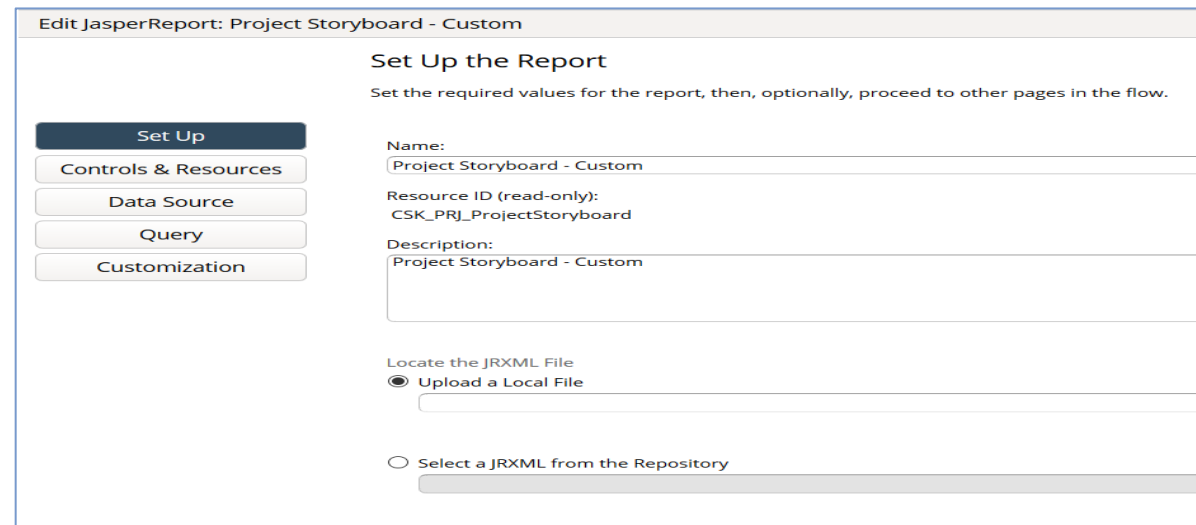 Edit JasperReport: Project Storyboard - Custom
Set Up the Report
Set the required values for the report, then, optionally, proceed to other pages in the flow.
Set Up
Controls & Resources
Data Source
Query
Customization
Name:
Project Storyboard - Custom
Resource ID (read-only):
CSK_PRJ_ProjectStoryboard
Description:
Project Storyboard - Custom
Locate the JRXML File
Upload a Local File
Select a JRXML from the Repository